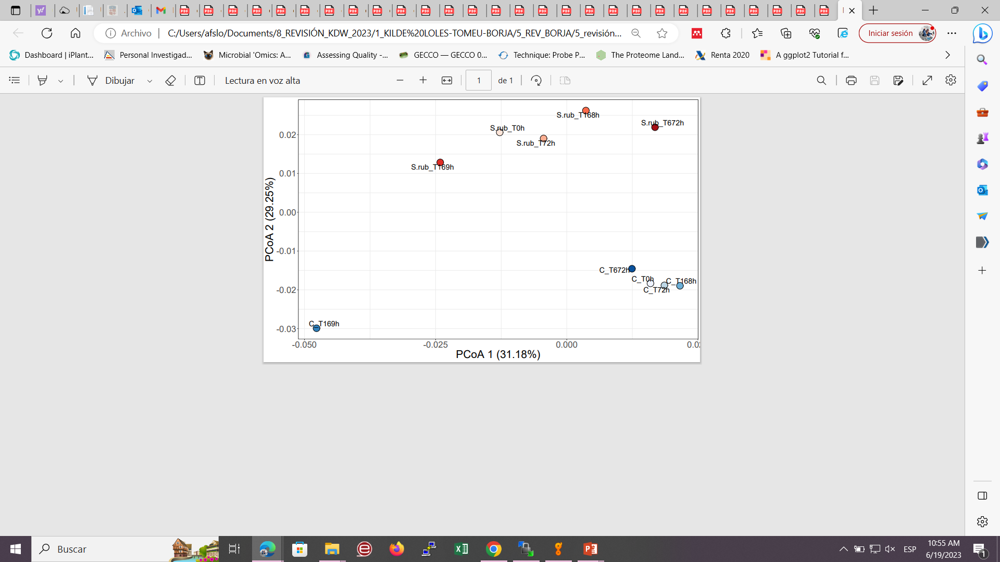 Archivo
C:/Users/afslo/Documents/8_REVISIÓN_KDW_2023/1_KILDE%20LOLES-TOMEU-BORJA/5_REV_BORJA/5_revisión...
Iniciar sesión
Dashboard | iPlant...
Personal Investigad...
Microbial 'Omics: A...
Assessing Quality -...
GECCO — GECCO 0...
Technique: Probe P...
The Proteome Land...
Renta 2020
A ggplot2 Tutorial f...
Dibujar
Lectura en voz alta
1
de 1
S.rub_T168h
S.rub_T672h
S.rub_T0h
S.rub_T72h
S.rub_T169h
C_T672h
C_T0h
C_T168h
C_T72h
C_T169h
0.02
0.01
0.00
-0.01
-0.02
-0.03
PCoA 2 (29.25%)
-0.050
-0.025
0.000
PCoA 1 (31.18%)
Buscar
ESP
10:55 AM
6/19/2023
1